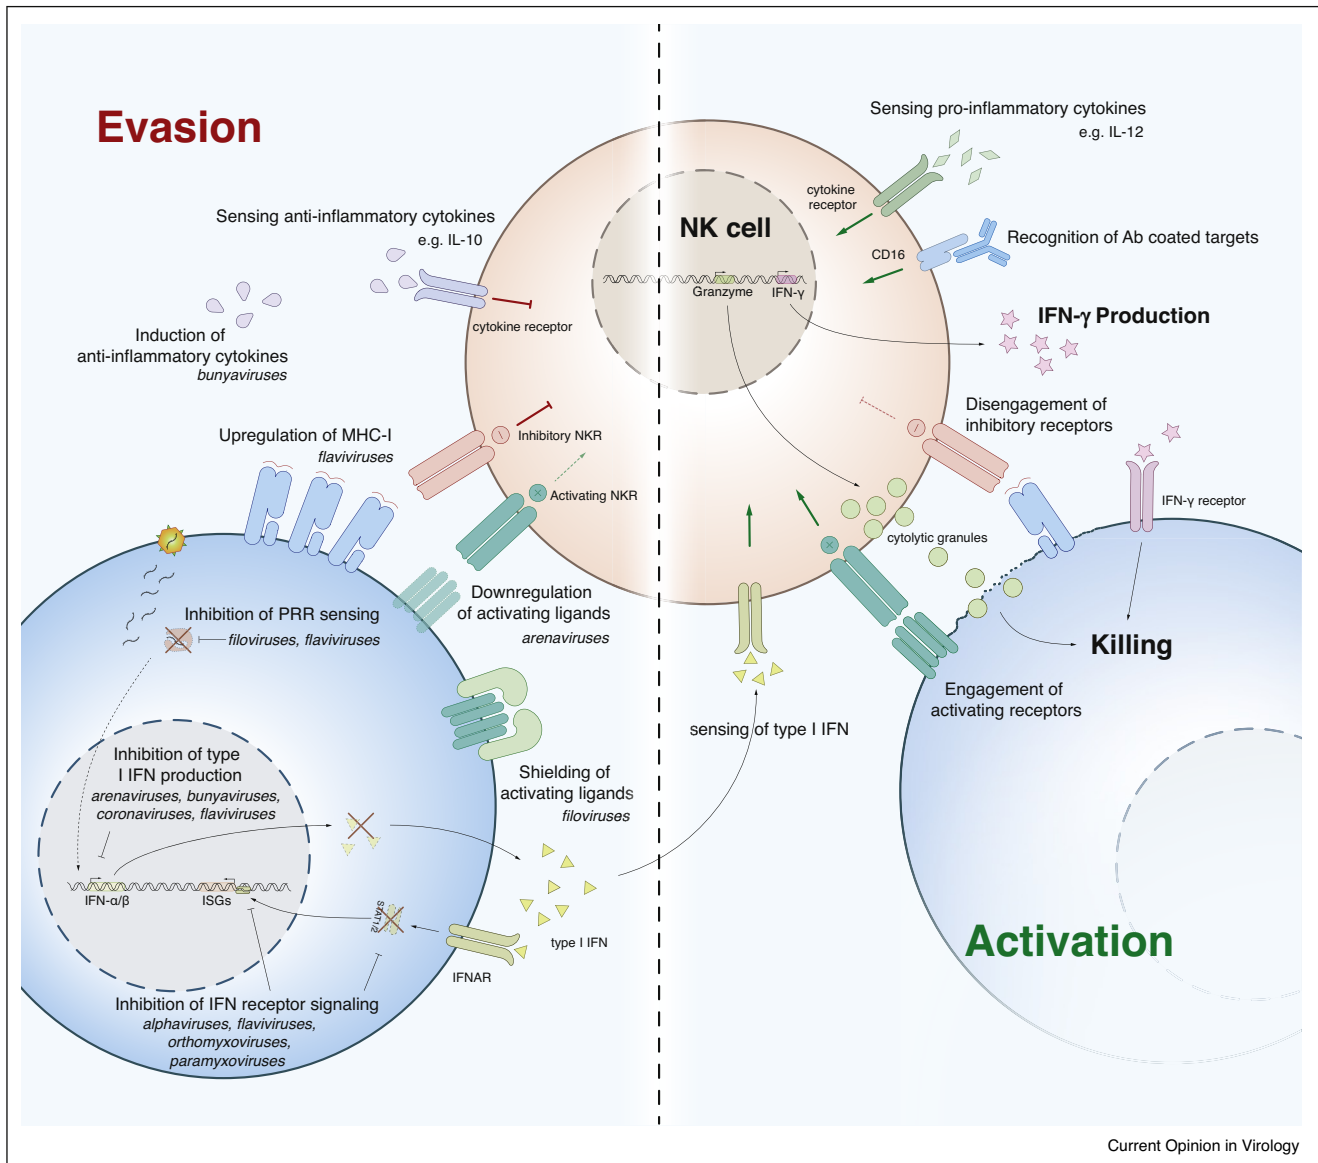 Evasion
Sensing anti-inflammatory cytokines
e.g. IL-10
cytokine receptor
Induction of
anti-inflammatory cytokines
bunyaviruses
Upregulation of MHC-I
flaviviruses
Inhibitory NKR
Activating NKR
Downregulation
of activating ligands
arenaviruses
Inhibition of PRR sensing
filoviruses, flaviviruses
Shielding of
activating ligands
filoviruses
Inhibition of type
I IFN production
arenaviruses, bunyaviruses,
coronaviruses, flaviviruses
IFN-α/β
ISGs
STAT1/2
IFNAR
type I IFN
Inhibition of IFN receptor signaling
alphaviruses, flaviviruses,
orthomyxoviruses,
paramyxoviruses
NK cell
Granzyme
IFN-γ
Sensing pro-inflammatory cytokines
e.g. IL-12
cytokine
receptor
CD16
Recognition of Ab coated targets
IFN-γ Production
Disengagement of
inhibitory receptors
IFN-γ receptor
cytolytic granules
Killing
Engagement of
activating receptors
sensing of type I IFN
Activation
Current Opinion in Virology